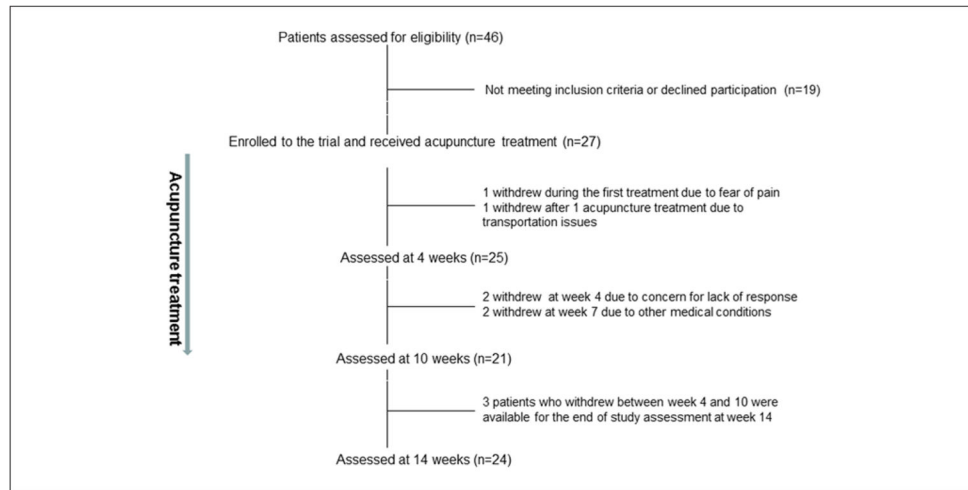 Patients assessed for eligibility (n=46)
Not meeting inclusion criteria or declined participation (n=19)
Enrolled to the trial and received acupuncture treatment (n=27)
Acupuncture treatment
1 withdrew during the first treatment due to fear of pain
1 withdrew after 1 acupuncture treatment due to
transportation issues
Assessed at 4 weeks (n=25)
2 withdrew at week 4 due to concern for lack of response
2 withdrew at week 7 due to other medical conditions
Assessed at 10 weeks (n=21)
3 patients who withdrew between week 4 and 10 were
available for the end of study assessment at week 14
Assessed at 14 weeks (n=24)